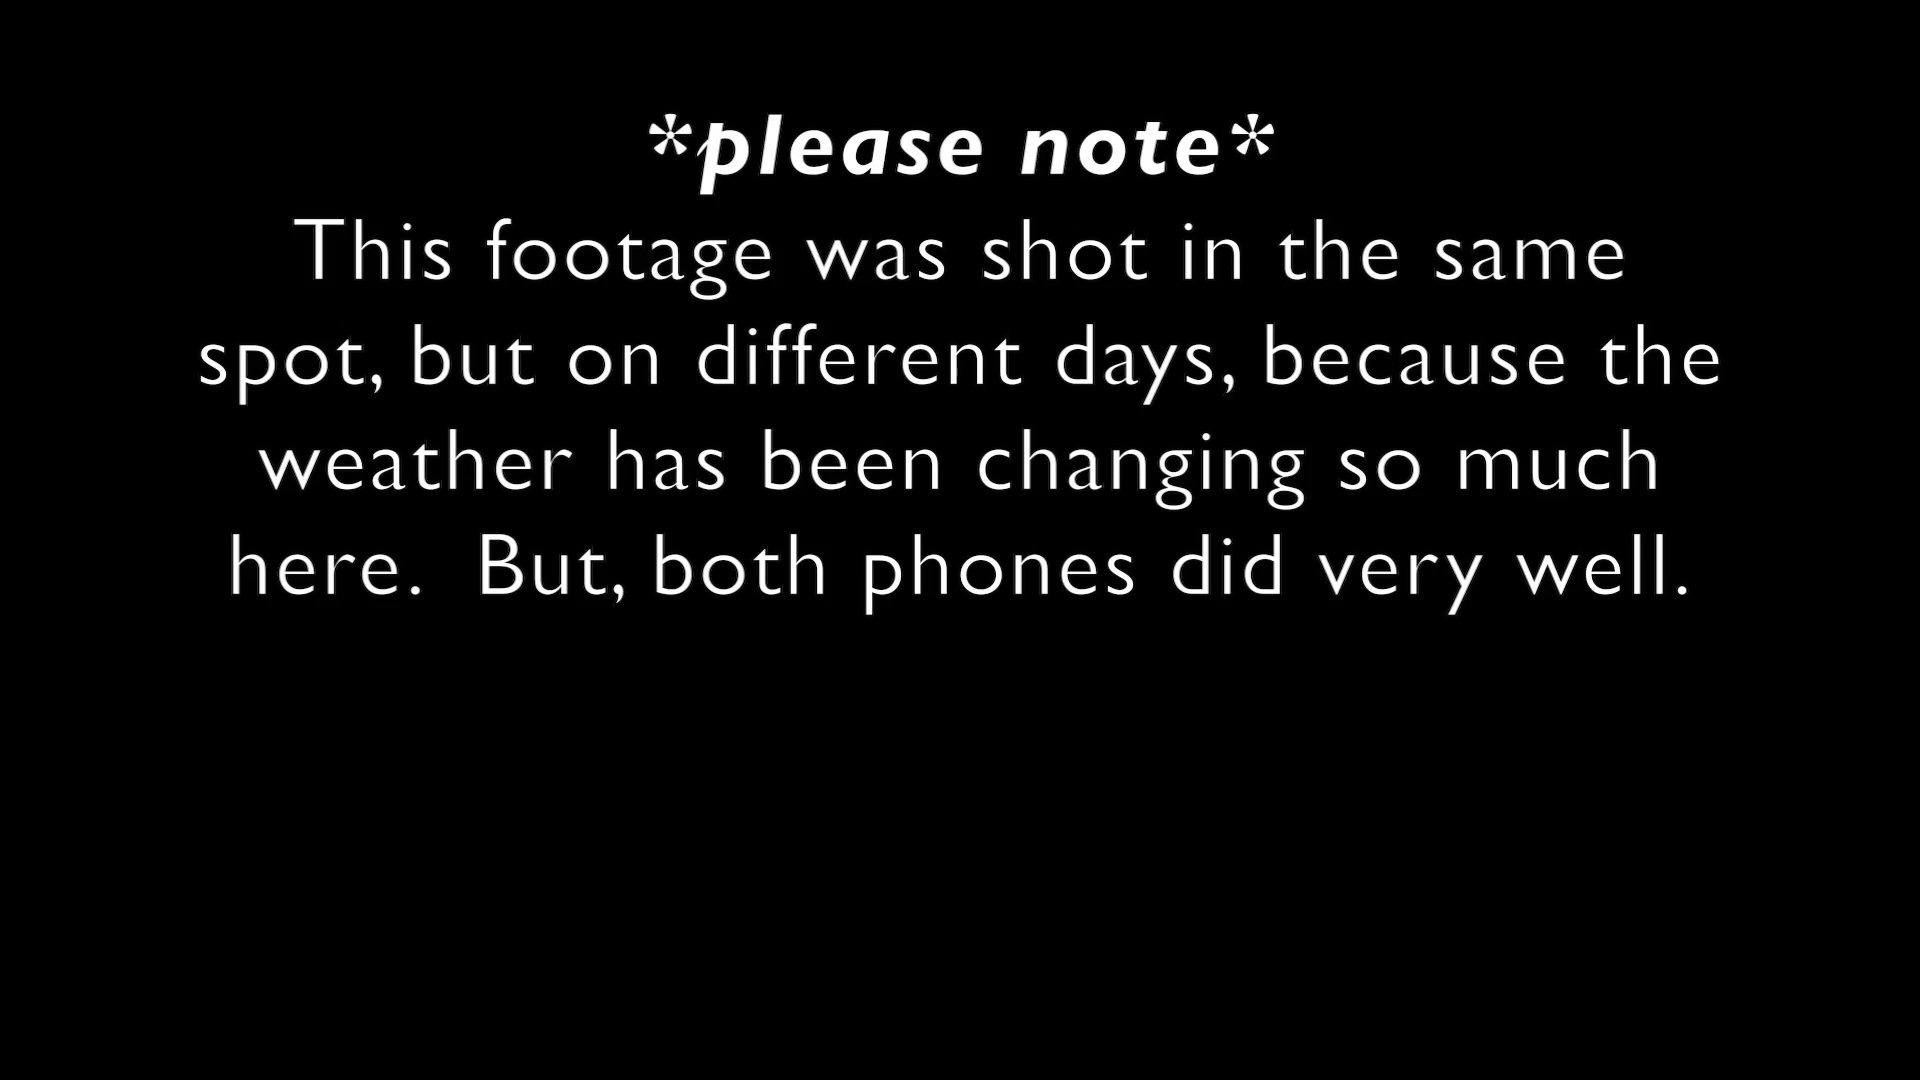 *please note*
This footage was shot in the same
spot, but on different days, because the
weather has been changing so much
here.  But, both phones did very well.